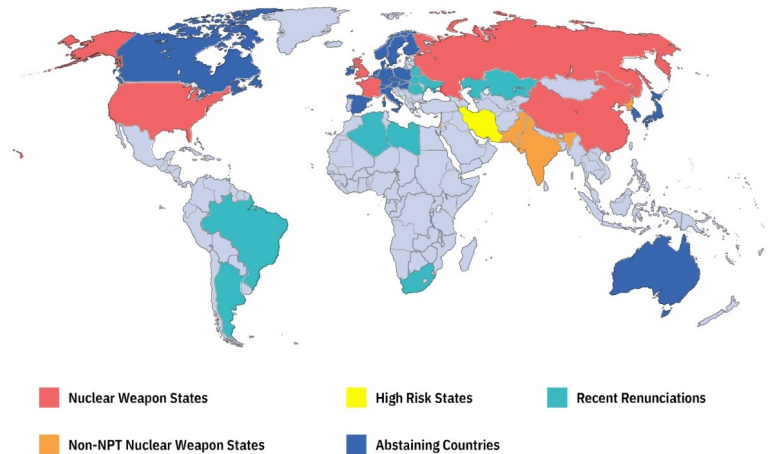 Nuclear Weapon States
High Risk States
Recent Renunciations
Non-NPT Nuclear Weapon States
Abstaining Countries